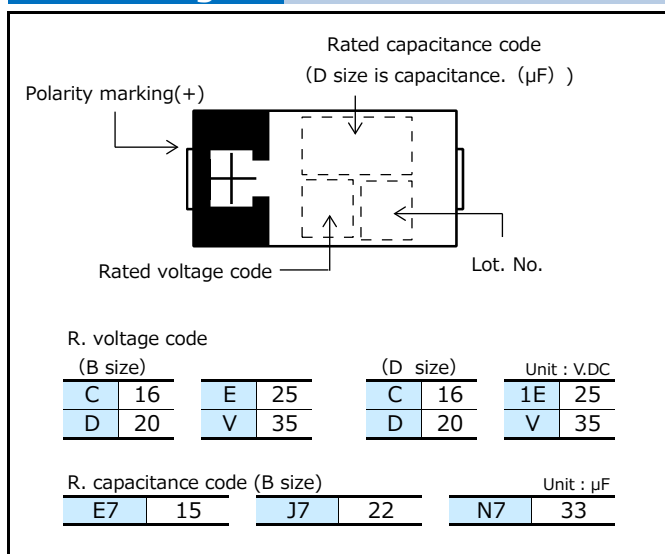 Rated capacitance code
(D size is capacitance. (µF) )
Polarity marking(+)
Rated voltage code
Lot. No.
R. voltage code
(B size) (D size) Unit : V.DC
C 16 E 25 C 16 1E 25
D 20 V 35 D 20 V 35
R. capacitance code (B size) Unit : µF
E7 15 J7 22 N7 33